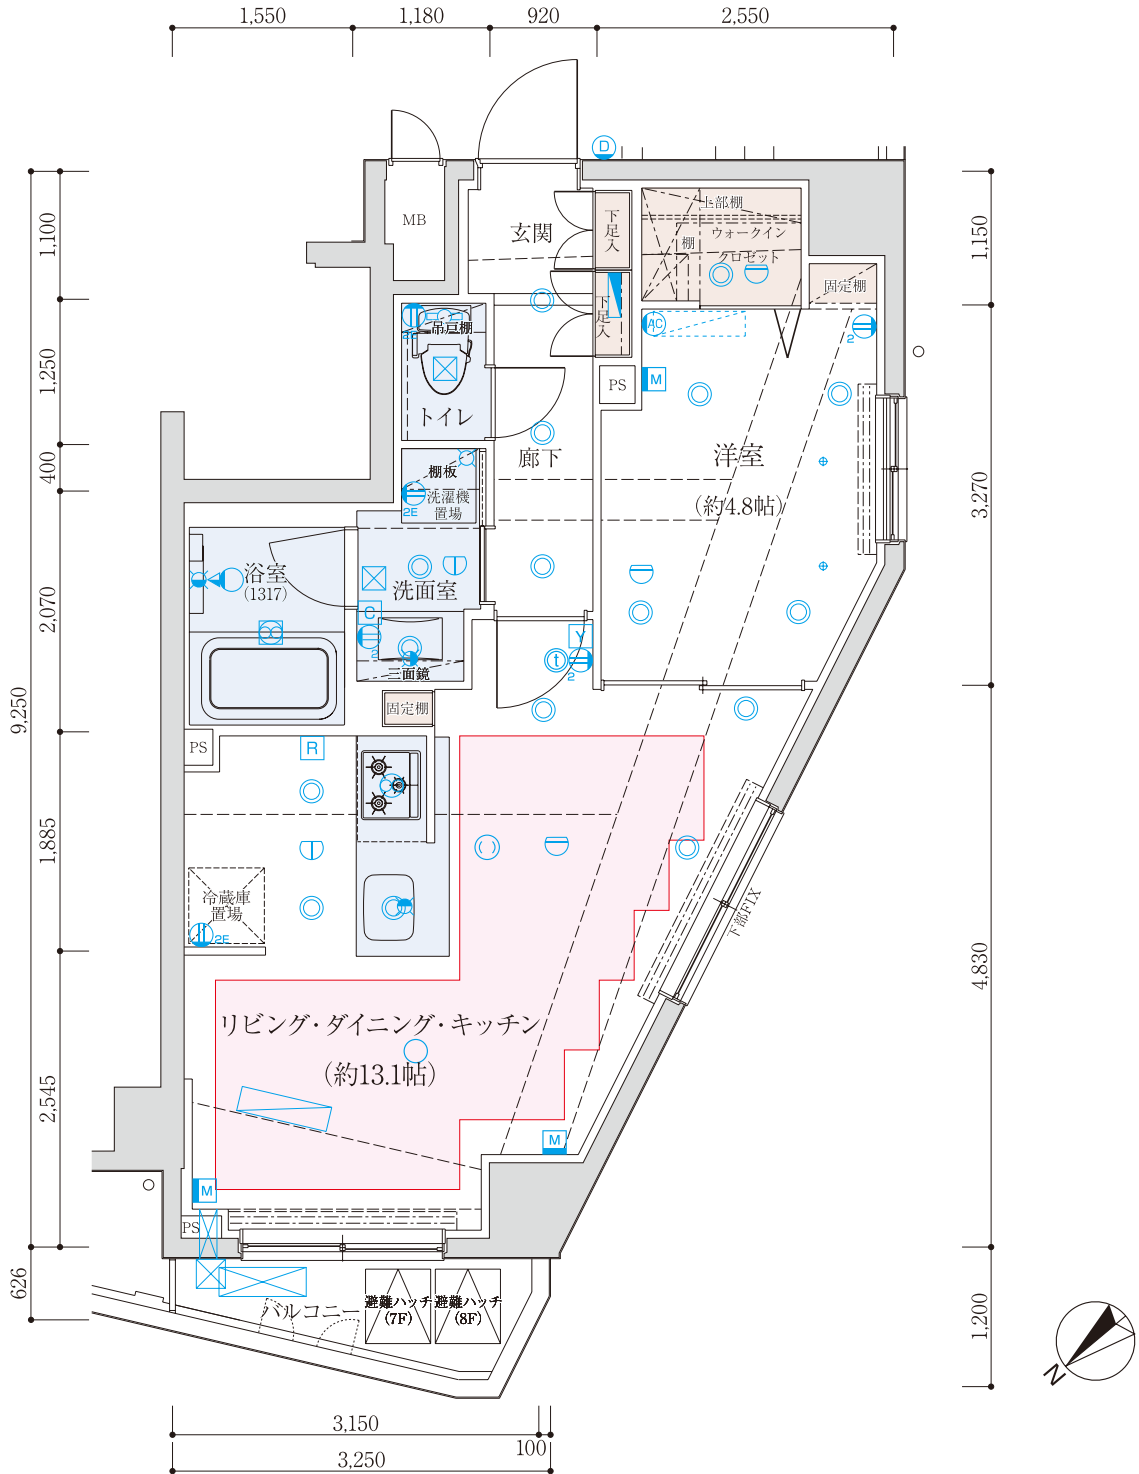 1,550
1,180
920
2,550
D
1,100
MB
玄関
下足入
上部棚
ウォークイン
棚
クロゼット
1,150
固定棚
下足入
吊戸棚
2E
AC
2
1,250
PS
M
トイレ
廊下
洋室
(約4.8帖)
400
棚板
洗濯機
置場
2E
3,270
浴室
(1317)
洗面室
2,070
C
2
三面鏡
Y
t
2
9,250
固定棚
PS
R
1,885
冷蔵庫
置場
2E
下部FIX
4,830
リビング・ダイニング・キッチン
(約13.1帖)
2,545
M
M
PS
626
バルコニー
避難ハッチ
(7F)
避難ハッチ
(8F)
1,200
N
3,150
100
3,250